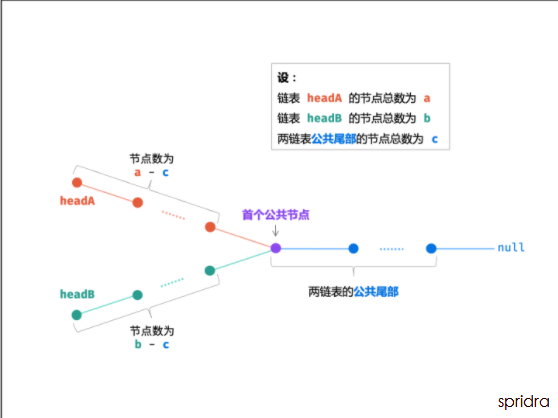 设：
链表 headA 的节点总数为 a
链表 headB 的节点总数为 b
两链表公共尾部的节点总数为 c
节点数为
a - c
headA
首个公共节点
null
headB
两链表的公共尾部
节点数为
b - c
spridra